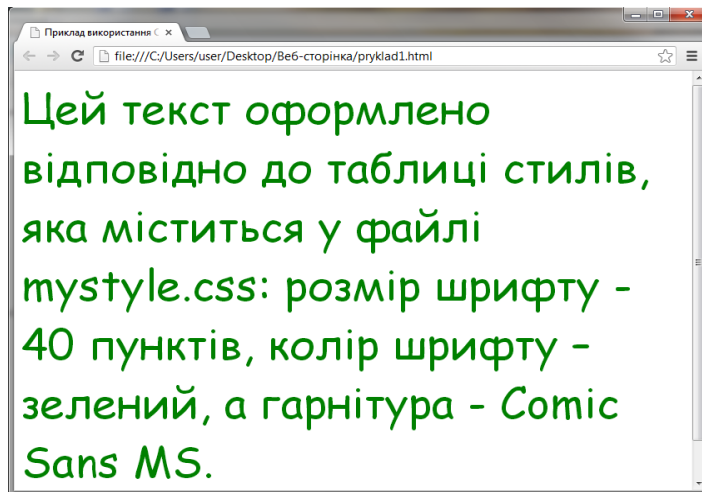 Приклад використання C
file:///C:/Users/user/Desktop/Веб-сторінка/pryklad1.html
Цей текст оформлено
відповідно до таблиці стилів,
яка міститься у файлі
mystyle.css: розмір шрифту -
40 пунктів, колір шрифту –
зелений, а гарнітура - Comic
Sans MS.